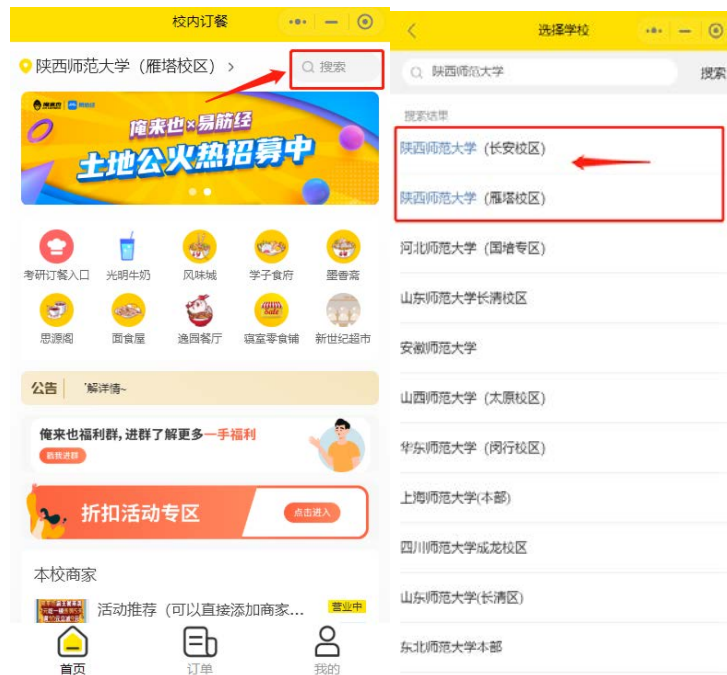 校内订餐
陕西师范大学（雁塔校区）
搜索
俺来也×易筋经
土地公火热招募中
考研订餐入口
光明牛奶
风味城
学子食府
墨香斋
思源阁
面食屋
逸园餐厅
寝室零食铺
新世纪超市
公告
解详情~
俺来也福利群,进群了解更多一手福利
戳我进群
折扣活动专区
点击进入
本校商家
活动推荐（可以直接添加商家...
营业中
首页
订单
我的
选择学校
陕西师范大学
搜索
搜索结果
陕西师范大学（长安校区）
陕西师范大学（雁塔校区）
河北师范大学（国培专区）
山东师范大学长清校区
安徽师范大学
山西师范大学（太原校区）
华东师范大学（闵行校区）
上海师范大学(本部)
四川师范大学成龙校区
山东师范大学(长清区)
东北师范大学本部